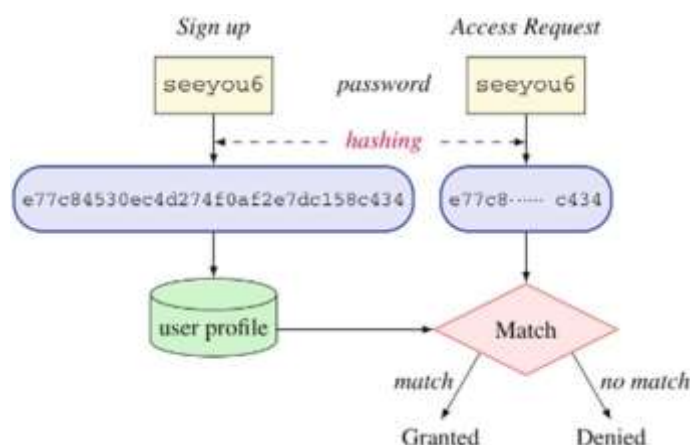 Sign up Access Request
seeyou6 password seeyou6
hashing
e77c84530ec4d274f0af2e7dc158c434 e77c8······ c434
user profile Match
match no match
Granted Denied